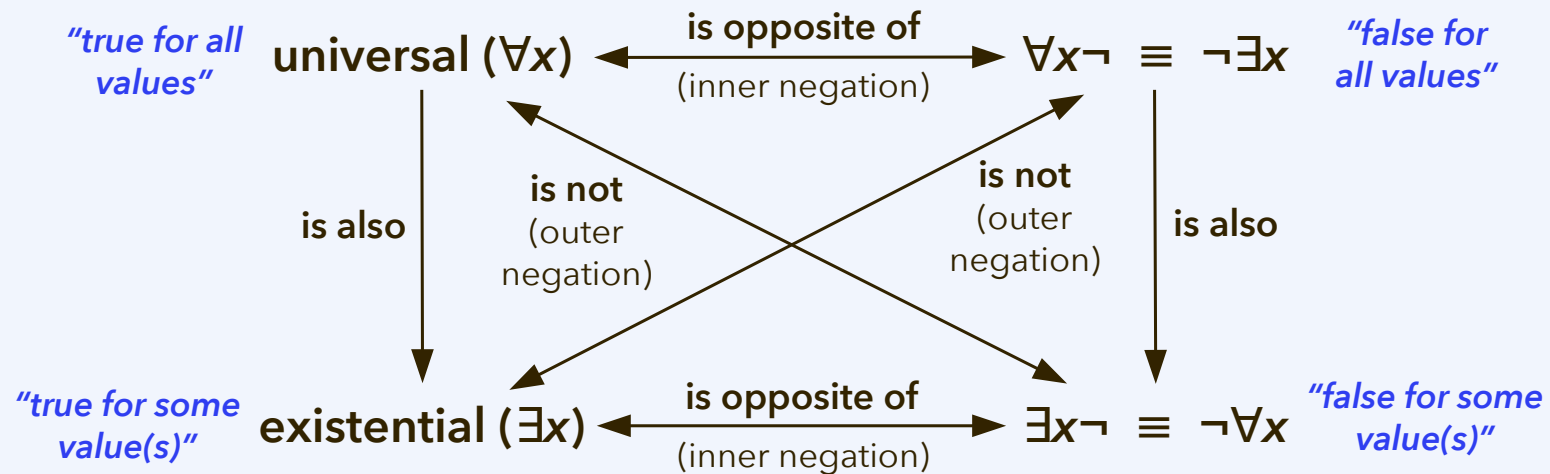 "true for all
values"
universal (∀x)
is opposite of
(inner negation)
∀x¬ ≡ ¬∃x
"false for
all values"
is also
is not
(outer
negation)
is not
(outer
negation)
is also
"true for some
value(s)"
existential (∃x)
is opposite of
(inner negation)
∃x¬ ≡ ¬∀x
"false for some
value(s)"